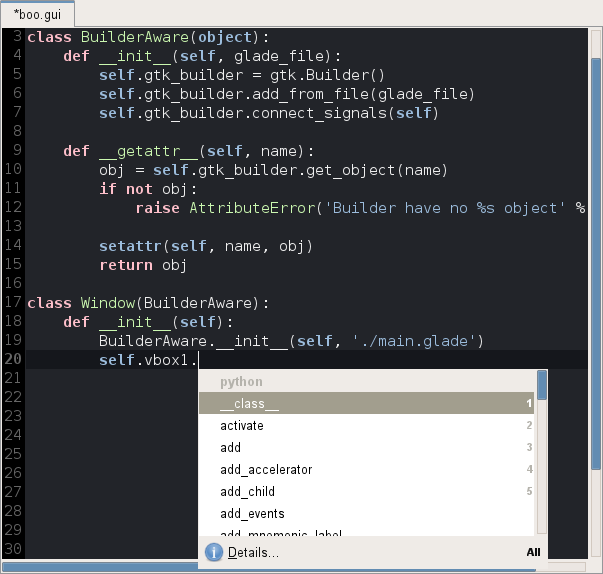 *boo.gui
3 class BuilderAware(object):
4     def __init__(self, glade_file):
5         self.gtk_builder = gtk.Builder()
6         self.gtk_builder.add_from_file(glade_file)
7         self.gtk_builder.connect_signals(self)
8
9     def __getattr__(self, name):
10         obj = self.gtk_builder.get_object(name)
11         if not obj:
12             raise AttributeError('Builder have no %s object' %
13
14         setattr(self, name, obj)
15         return obj
16
17 class Window(BuilderAware):
18     def __init__(self):
19         BuilderAware.__init__(self, './main.glade')
20         self.vbox1.
21
22
23
24
25
26
27
28
29
30
python
__class__ 1
activate 2
add 3
add_accelerator 4
add_child 5
add_events
add_mnemonic_label
Details... All